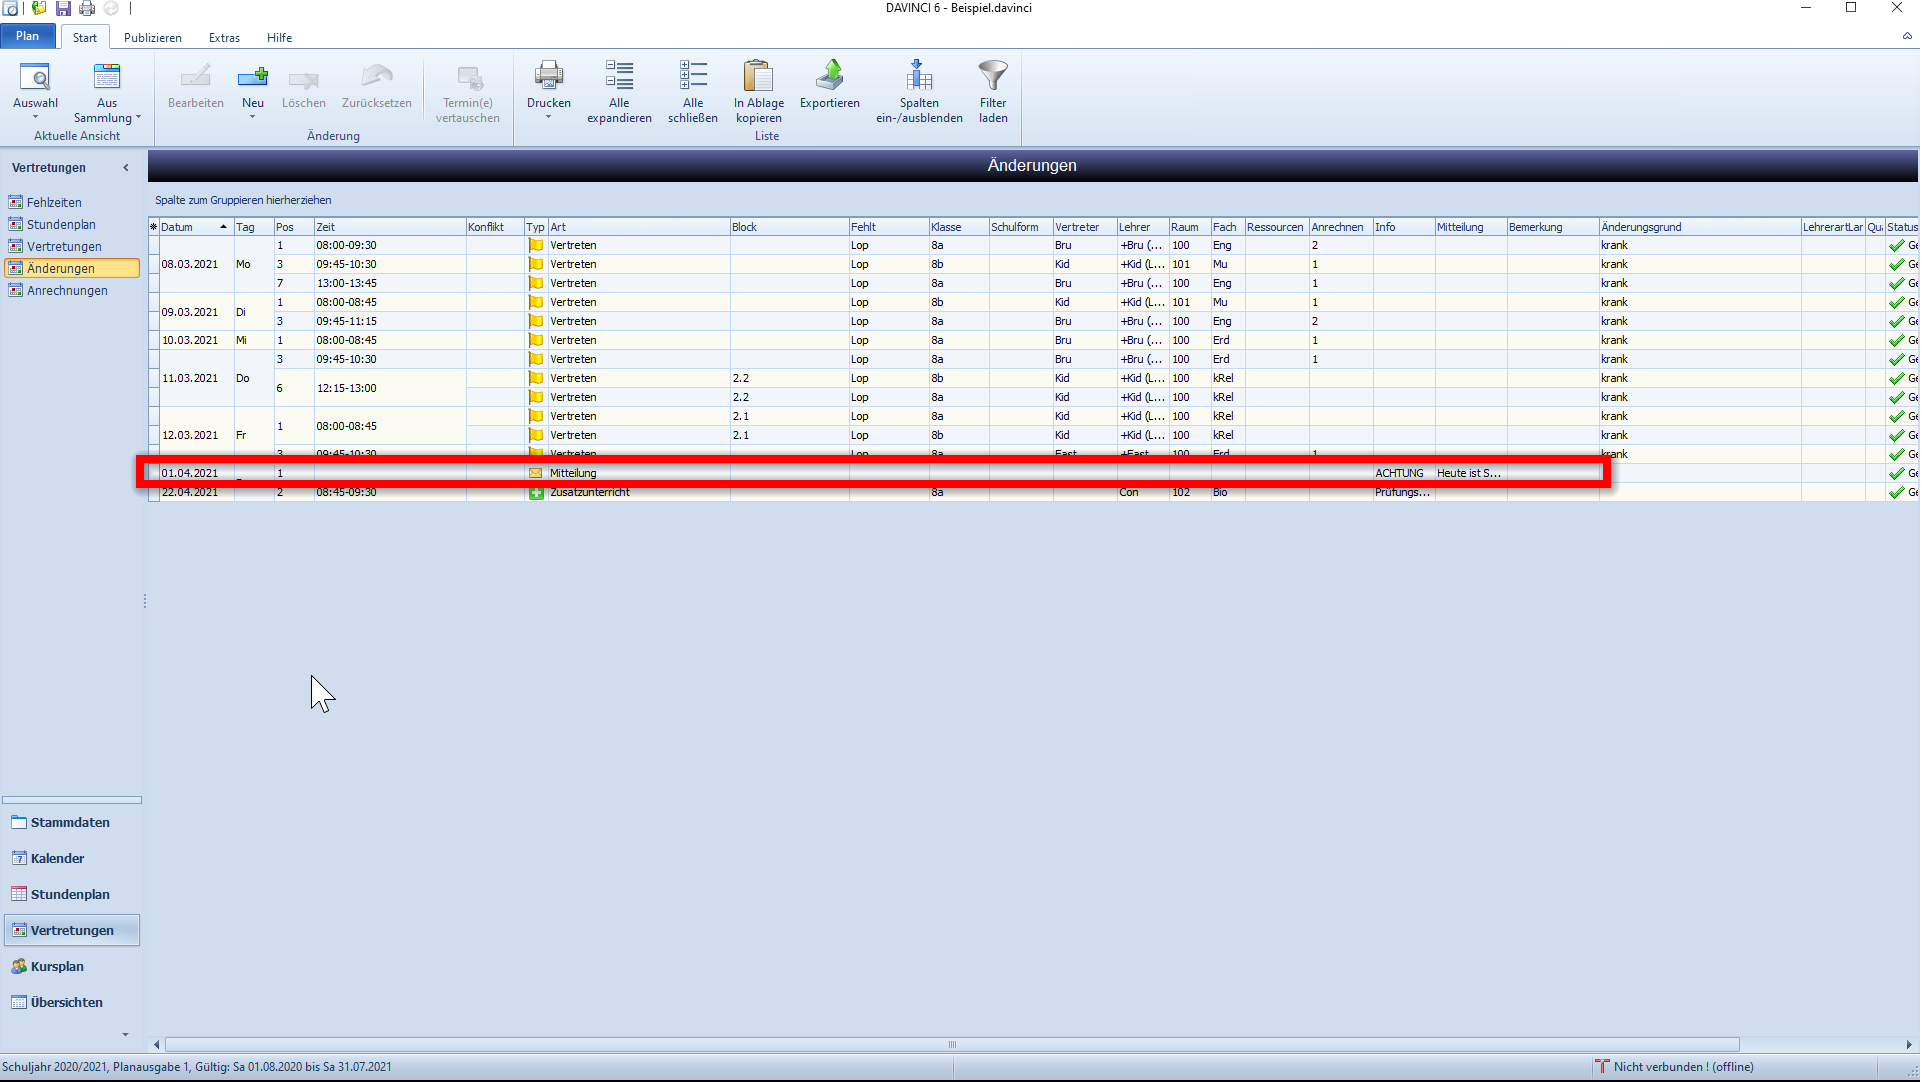 DAVINCI 6 - Beispiel.davinci
Plan Start Publizieren Extras Hilfe
Auswahl Aus Sammlung Bearbeiten Neu Löschen Zurücksetzen Termin(e) vertauschen Drucken Alle expandieren Alle schließen In Ablage kopieren Exportieren Spalten ein-/ausblenden Filter laden
Aktuelle Ansicht Änderung Liste
Vertretungen
Fehlzeiten
Stundenplan
Vertretungen
Änderungen
Anrechnungen
Stammdaten
Kalender
Stundenplan
Vertretungen
Kursplan
Übersichten
Änderungen
Spalte zum Gruppieren hierherziehen
Datum Tag Pos Zeit Konflikt Typ Art Block Fehlt Klasse Schulform Vertreter Lehrer Raum Fach Ressourcen Anrechnen Info Mitteilung Bemerkung Änderungsgrund LehrerartLar Qu Status
08.03.2021 Mo 1 08:00-09:30 Vertreten Lop 8a Bru +Bru (... 100 Eng 2 krank Ge
3 09:45-10:30 Vertreten Lop 8b Kid +Kid (L... 101 Mu 1 krank Ge
7 13:00-13:45 Vertreten Lop 8a Bru +Bru (... 100 Eng 1 krank Ge
09.03.2021 Di 1 08:00-08:45 Vertreten Lop 8b Kid +Kid (L... 101 Mu 1 krank Ge
3 09:45-11:15 Vertreten Lop 8a Bru +Bru (... 100 Eng 2 krank Ge
10.03.2021 Mi 1 08:00-08:45 Vertreten Lop 8a Bru +Bru (... 100 Erd 1 krank Ge
11.03.2021 Do 3 09:45-10:30 Vertreten Lop 8a Bru +Bru (... 100 Erd 1 krank Ge
6 12:15-13:00 Vertreten 2.2 Lop 8b Kid +Kid (L... 100 kRel krank Ge
Vertreten 2.2 Lop 8a Kid +Kid (L... 100 kRel krank Ge
12.03.2021 Fr 1 08:00-08:45 Vertreten 2.1 Lop 8a Kid +Kid (L... 100 kRel krank Ge
Vertreten 2.1 Lop 8b Kid +Kid (L... 100 kRel krank Ge
3 09:45-10:30 Vertreten Lop 8a 100 Erd 1 krank Ge
01.04.2021 1 Mitteilung ACHTUNG Heute ist S... Ge
22.04.2021 2 08:45-09:30 Zusatzunterricht 8a Con 102 Bio Prüfungs... Ge
Schuljahr 2020/2021, Planausgabe 1, Gültig: Sa 01.08.2020 bis Sa 31.07.2021
Nicht verbunden ! (offline)